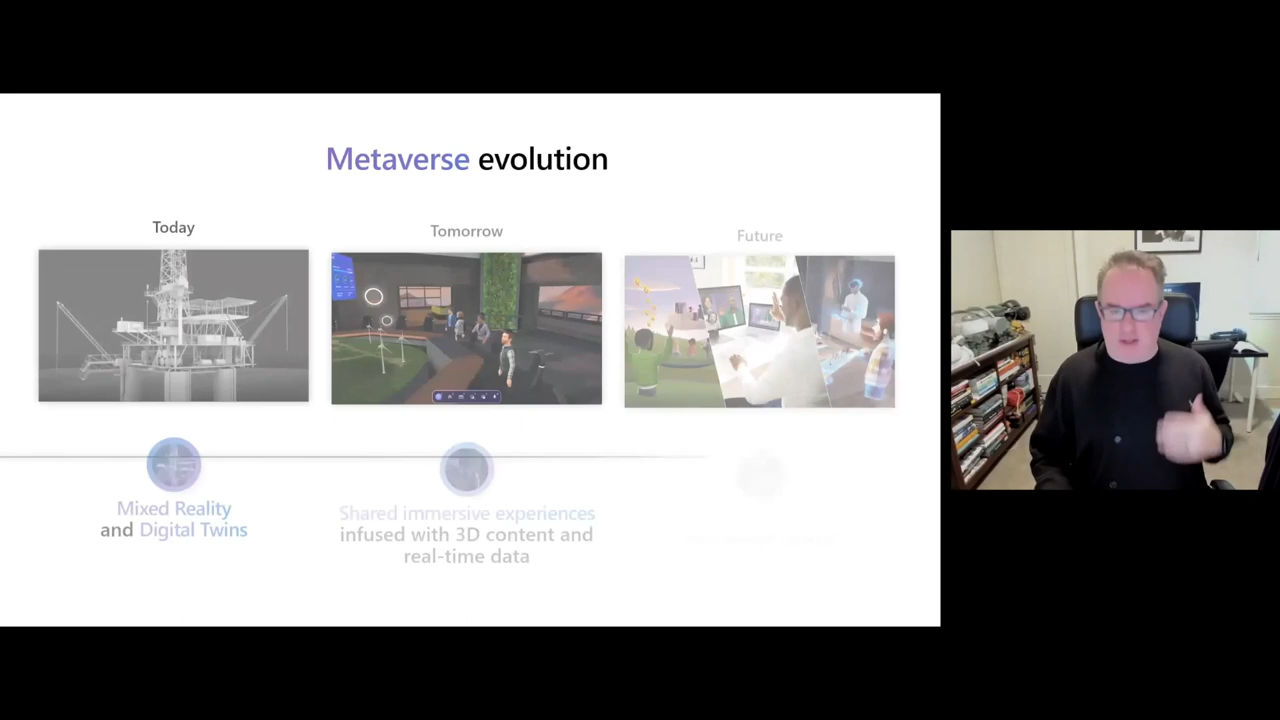 Metaverse evolution
Today
Tomorrow
Future
Mixed Reality
and Digital Twins
Shared immersive experiences
infused with 3D content and
real-time data